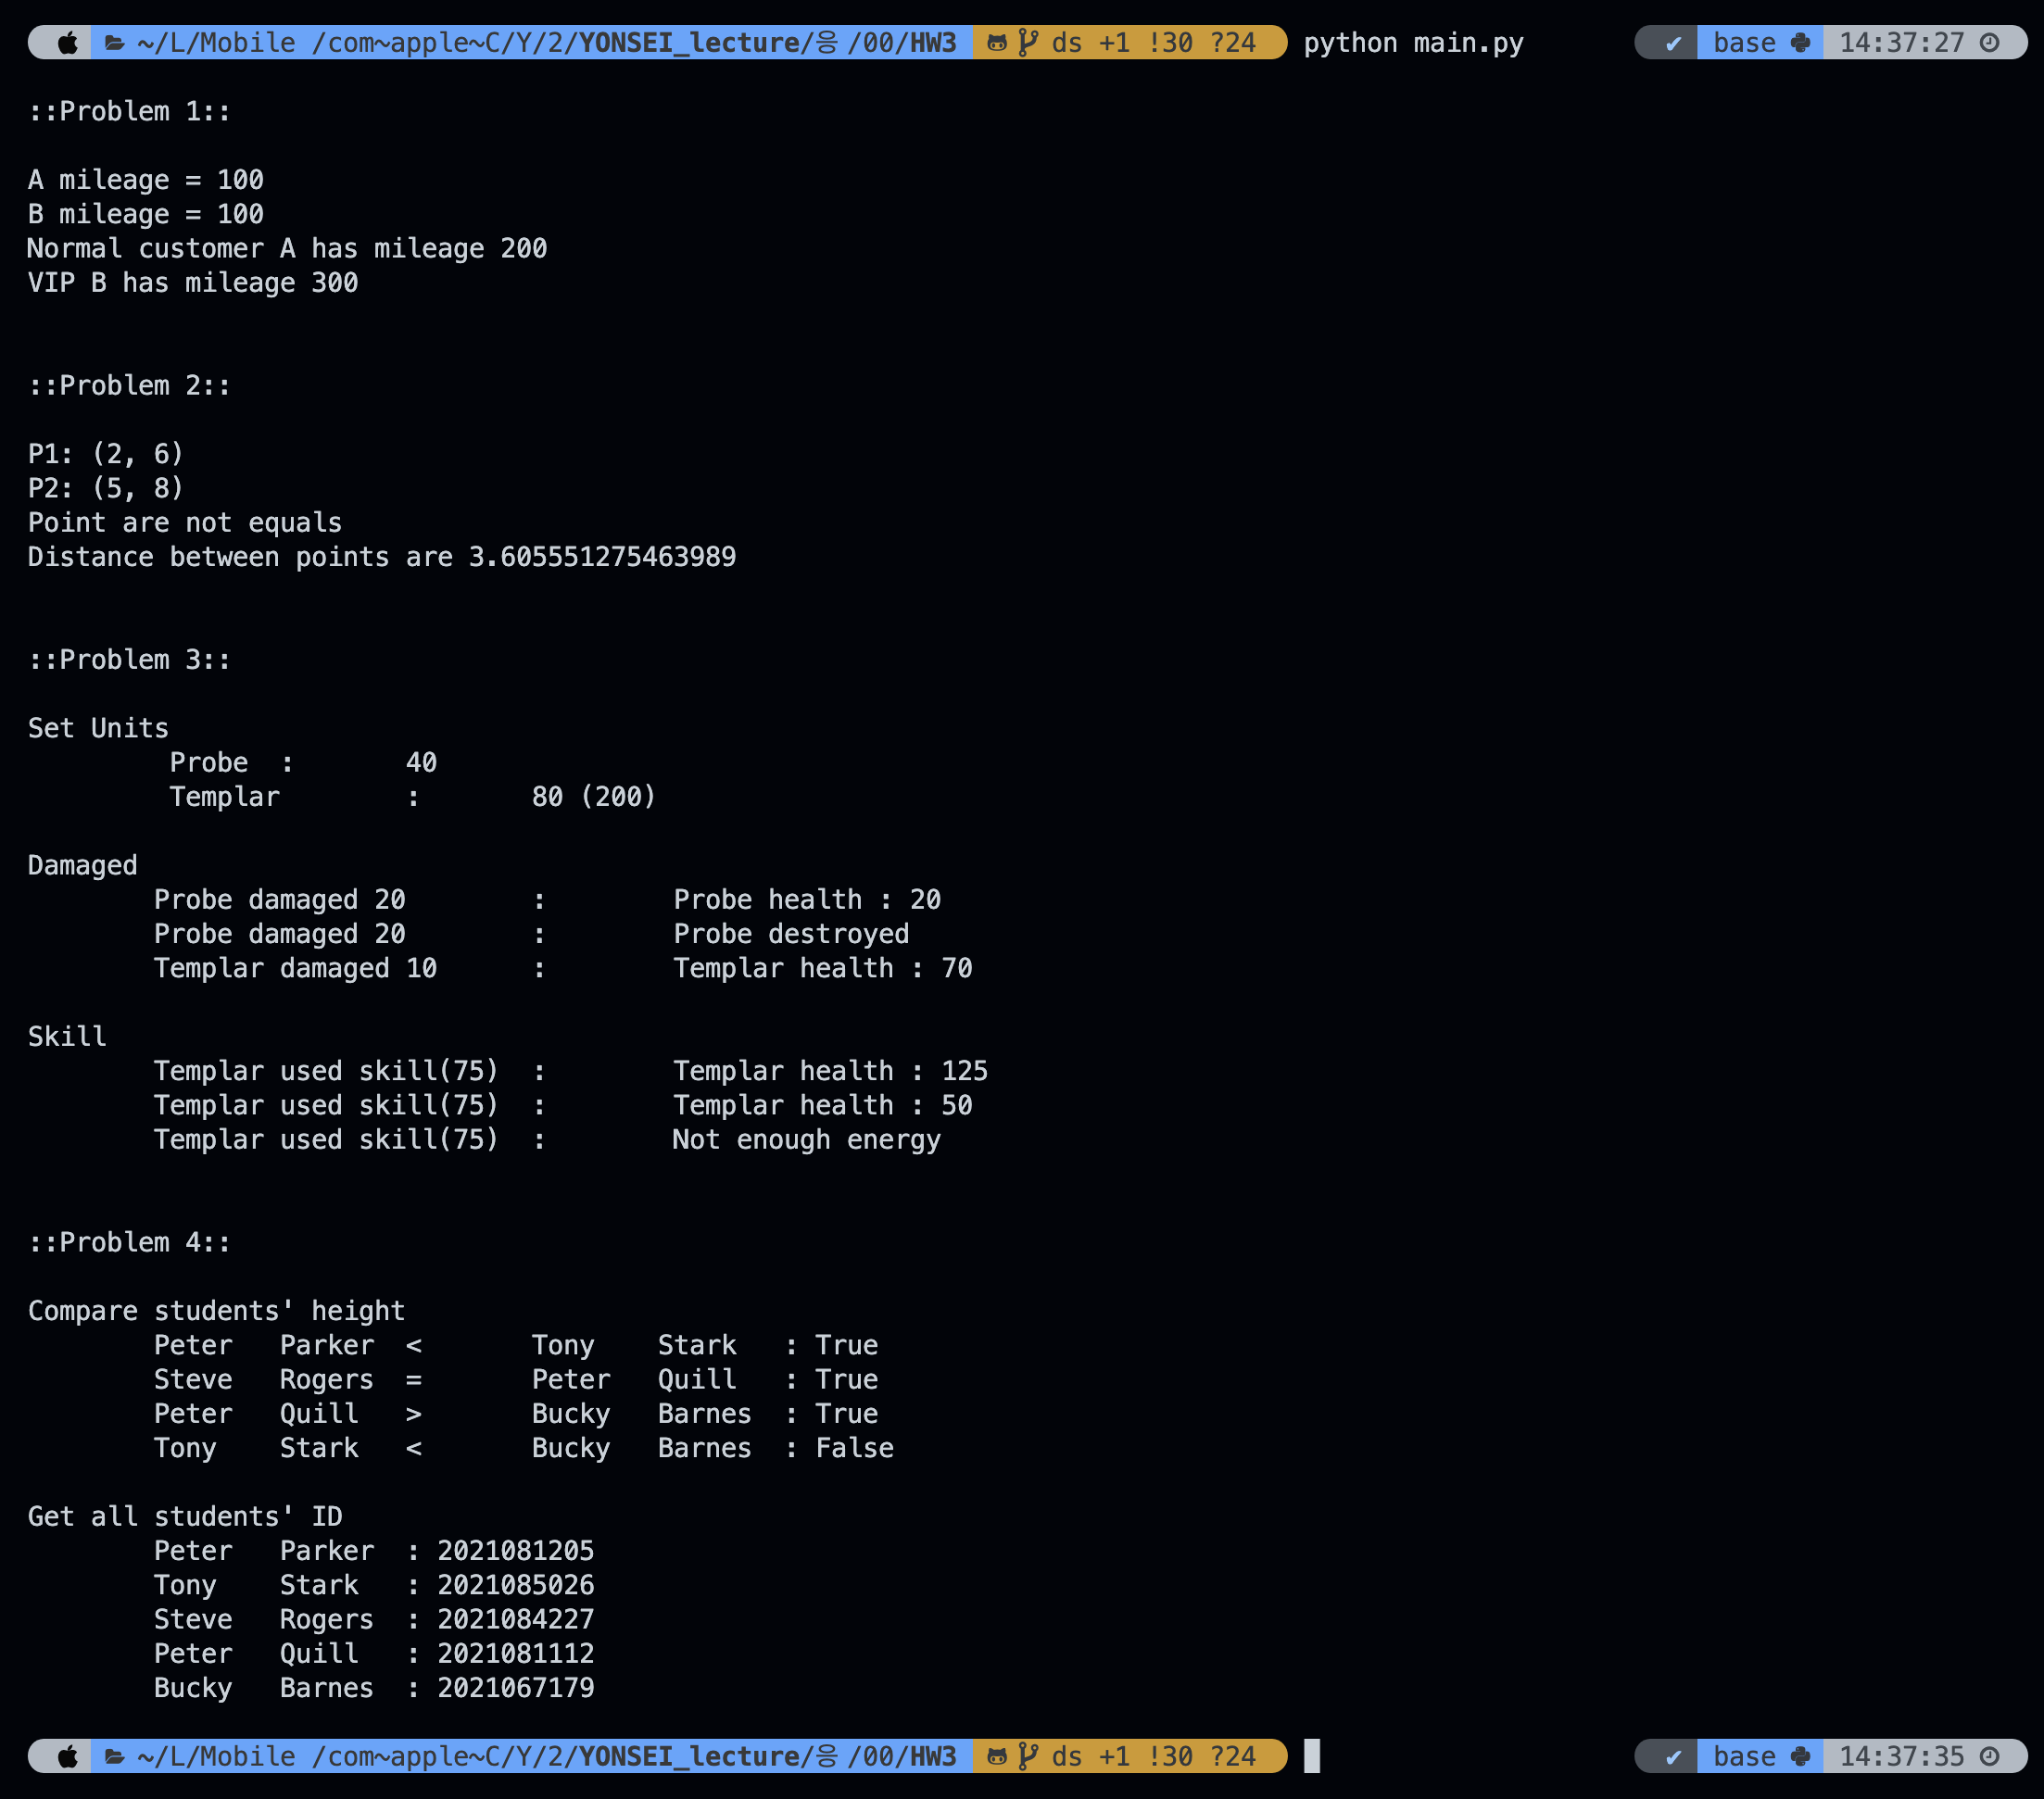 ~/L/Mobile /com~apple~C/Y/2/YONSEI_lecture/응 /00/HW3 ds +1 !30 ?24 python main.py ✔ base 14:37:27
::Problem 1::
A mileage = 100
B mileage = 100
Normal customer A has mileage 200
VIP B has mileage 300
::Problem 2::
P1: (2, 6)
P2: (5, 8)
Point are not equals
Distance between points are 3.605551275463989
::Problem 3::
Set Units
Probe : 40
Templar : 80 (200)
Damaged
Probe damaged 20 : Probe health : 20
Probe damaged 20 : Probe destroyed
Templar damaged 10 : Templar health : 70
Skill
Templar used skill(75) : Templar health : 125
Templar used skill(75) : Templar health : 50
Templar used skill(75) : Not enough energy
::Problem 4::
Compare students' height
Peter Parker < Tony Stark : True
Steve Rogers = Peter Quill : True
Peter Quill > Bucky Barnes : True
Tony Stark < Bucky Barnes : False
Get all students' ID
Peter Parker : 2021081205
Tony Stark : 2021085026
Steve Rogers : 2021084227
Peter Quill : 2021081112
Bucky Barnes : 2021067179
~/L/Mobile /com~apple~C/Y/2/YONSEI_lecture/응 /00/HW3 ds +1 !30 ?24 ✔ base 14:37:35